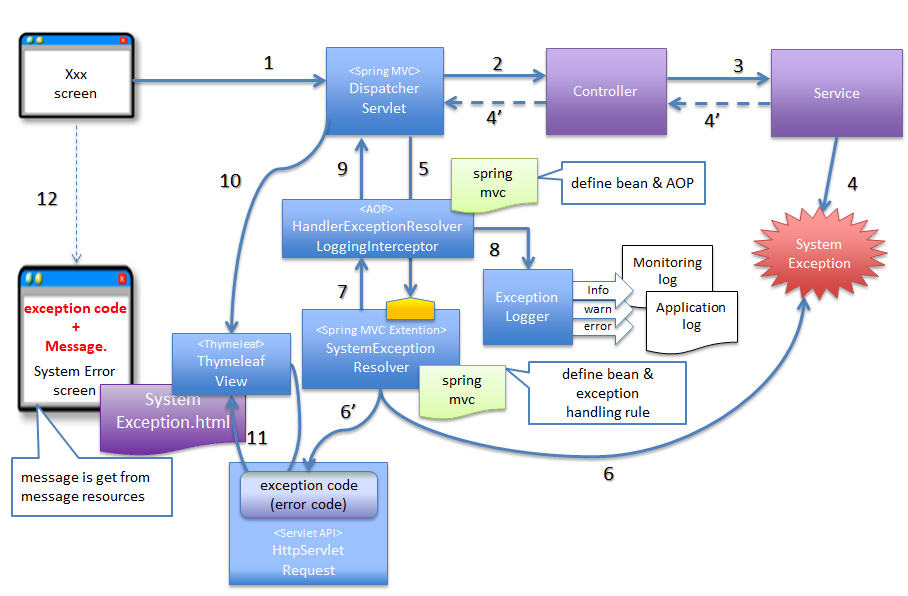 Xxx
screen
1
<Spring MVC>
Dispatcher
Servlet
2
4’
Controller
3
4’
Service
12
10
9
5
spring
mvc
define bean & AOP
4
<AOP>
HandlerExceptionResolver
LoggingInterceptor
8
System
Exception
exception code
+
Message.
System Error
screen
7
Exception
Logger
Info
warn
error
Monitoring
log
Application
log
<Spring MVC Extention>
SystemException
Resolver
<Thymeleaf>
Thymeleaf
View
spring
mvc
define bean &
exception
handling rule
System
Exception.html
6’
11
6
message is get from
message resources
exception code
(error code)
<Servlet API>
HttpServlet
Request